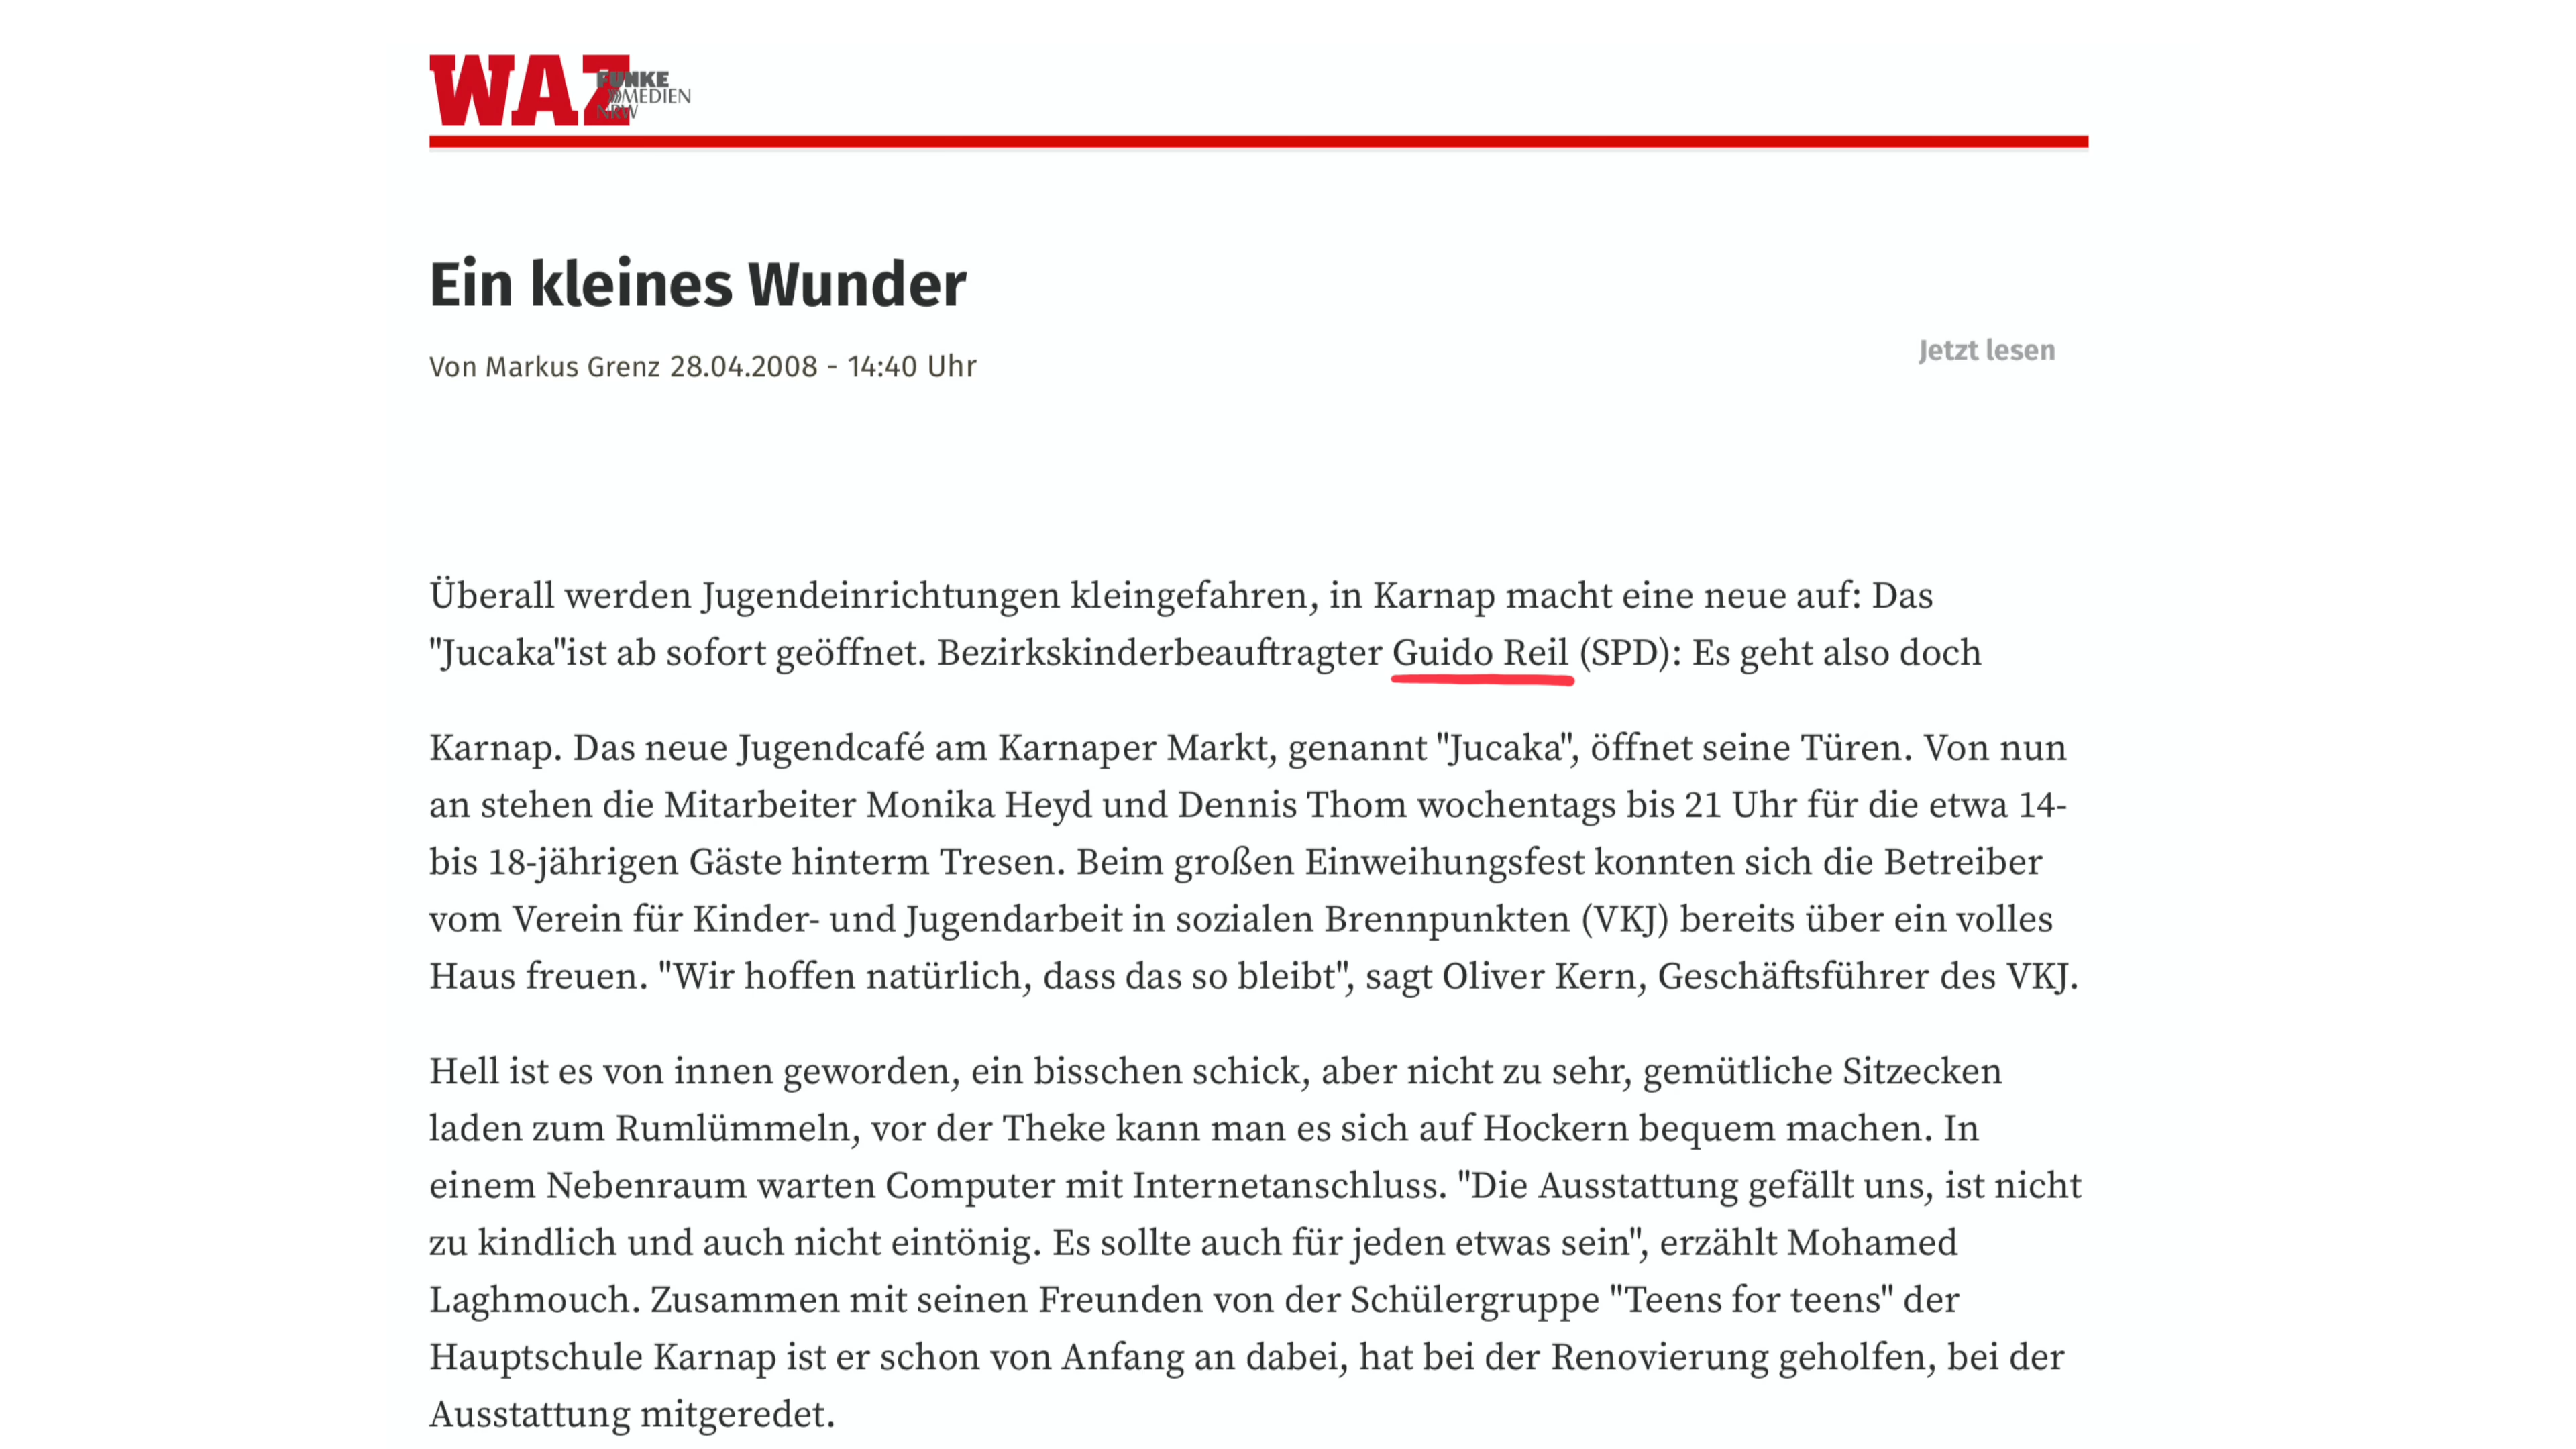 WAZ
FUNKE
MEDIEN
NRW
Ein kleines Wunder
Von Markus Grenz 28.04.2008 - 14:40 Uhr
Jetzt lesen
Überall werden Jugendeinrichtungen kleingefahren, in Karnap macht eine neue auf: Das
"Jucaka"ist ab sofort geöffnet. Bezirkskinderbeauftragter Guido Reil (SPD): Es geht also doch
Karnap. Das neue Jugendcafé am Karnaper Markt, genannt "Jucaka", öffnet seine Türen. Von nun
an stehen die Mitarbeiter Monika Heyd und Dennis Thom wochentags bis 21 Uhr für die etwa 14-
bis 18-jährigen Gäste hinterm Tresen. Beim großen Einweihungsfest konnten sich die Betreiber
vom Verein für Kinder- und Jugendarbeit in sozialen Brennpunkten (VKJ) bereits über ein volles
Haus freuen. "Wir hoffen natürlich, dass das so bleibt", sagt Oliver Kern, Geschäftsführer des VKJ.
Hell ist es von innen geworden, ein bisschen schick, aber nicht zu sehr, gemütliche Sitzecken
laden zum Rumlümmeln, vor der Theke kann man es sich auf Hockern bequem machen. In
einem Nebenraum warten Computer mit Internetanschluss. "Die Ausstattung gefällt uns, ist nicht
zu kindlich und auch nicht eintönig. Es sollte auch für jeden etwas sein", erzählt Mohamed
Laghmouch. Zusammen mit seinen Freunden von der Schülergruppe "Teens for teens" der
Hauptschule Karnap ist er schon von Anfang an dabei, hat bei der Renovierung geholfen, bei der
Ausstattung mitgeredet.